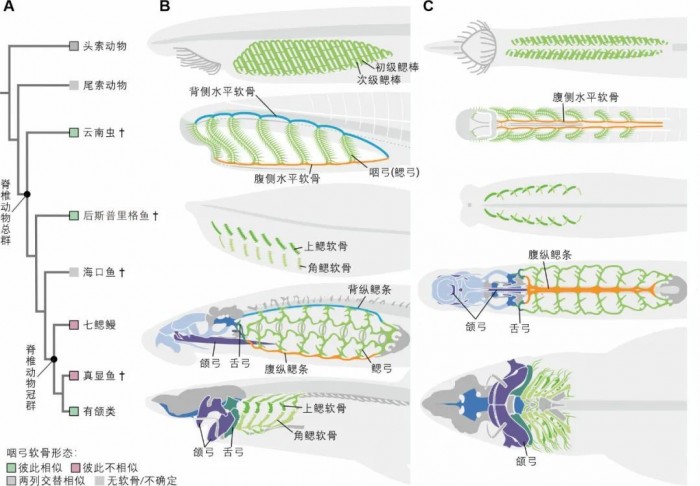 A
B
C
头索动物
尾索动物
云南虫†
脊椎动物总群
后斯普里格鱼†
海口鱼†
七鳃鳗
脊椎动物冠群
真显鱼†
有颌类
咽弓软骨形态:
彼此相似 彼此不相似
两列交替相似 无软骨/不确定
初级鳃棒
次级鳃棒
背侧水平软骨
腹侧水平软骨
咽弓(鳃弓)
上鳃软骨
角鳃软骨
背纵鳃条
颌弓
舌弓
腹纵鳃条
鳃弓
上鳃软骨
角鳃软骨
颌弓 舌弓
腹侧水平软骨
腹纵鳃条
颌弓
舌弓
颌弓